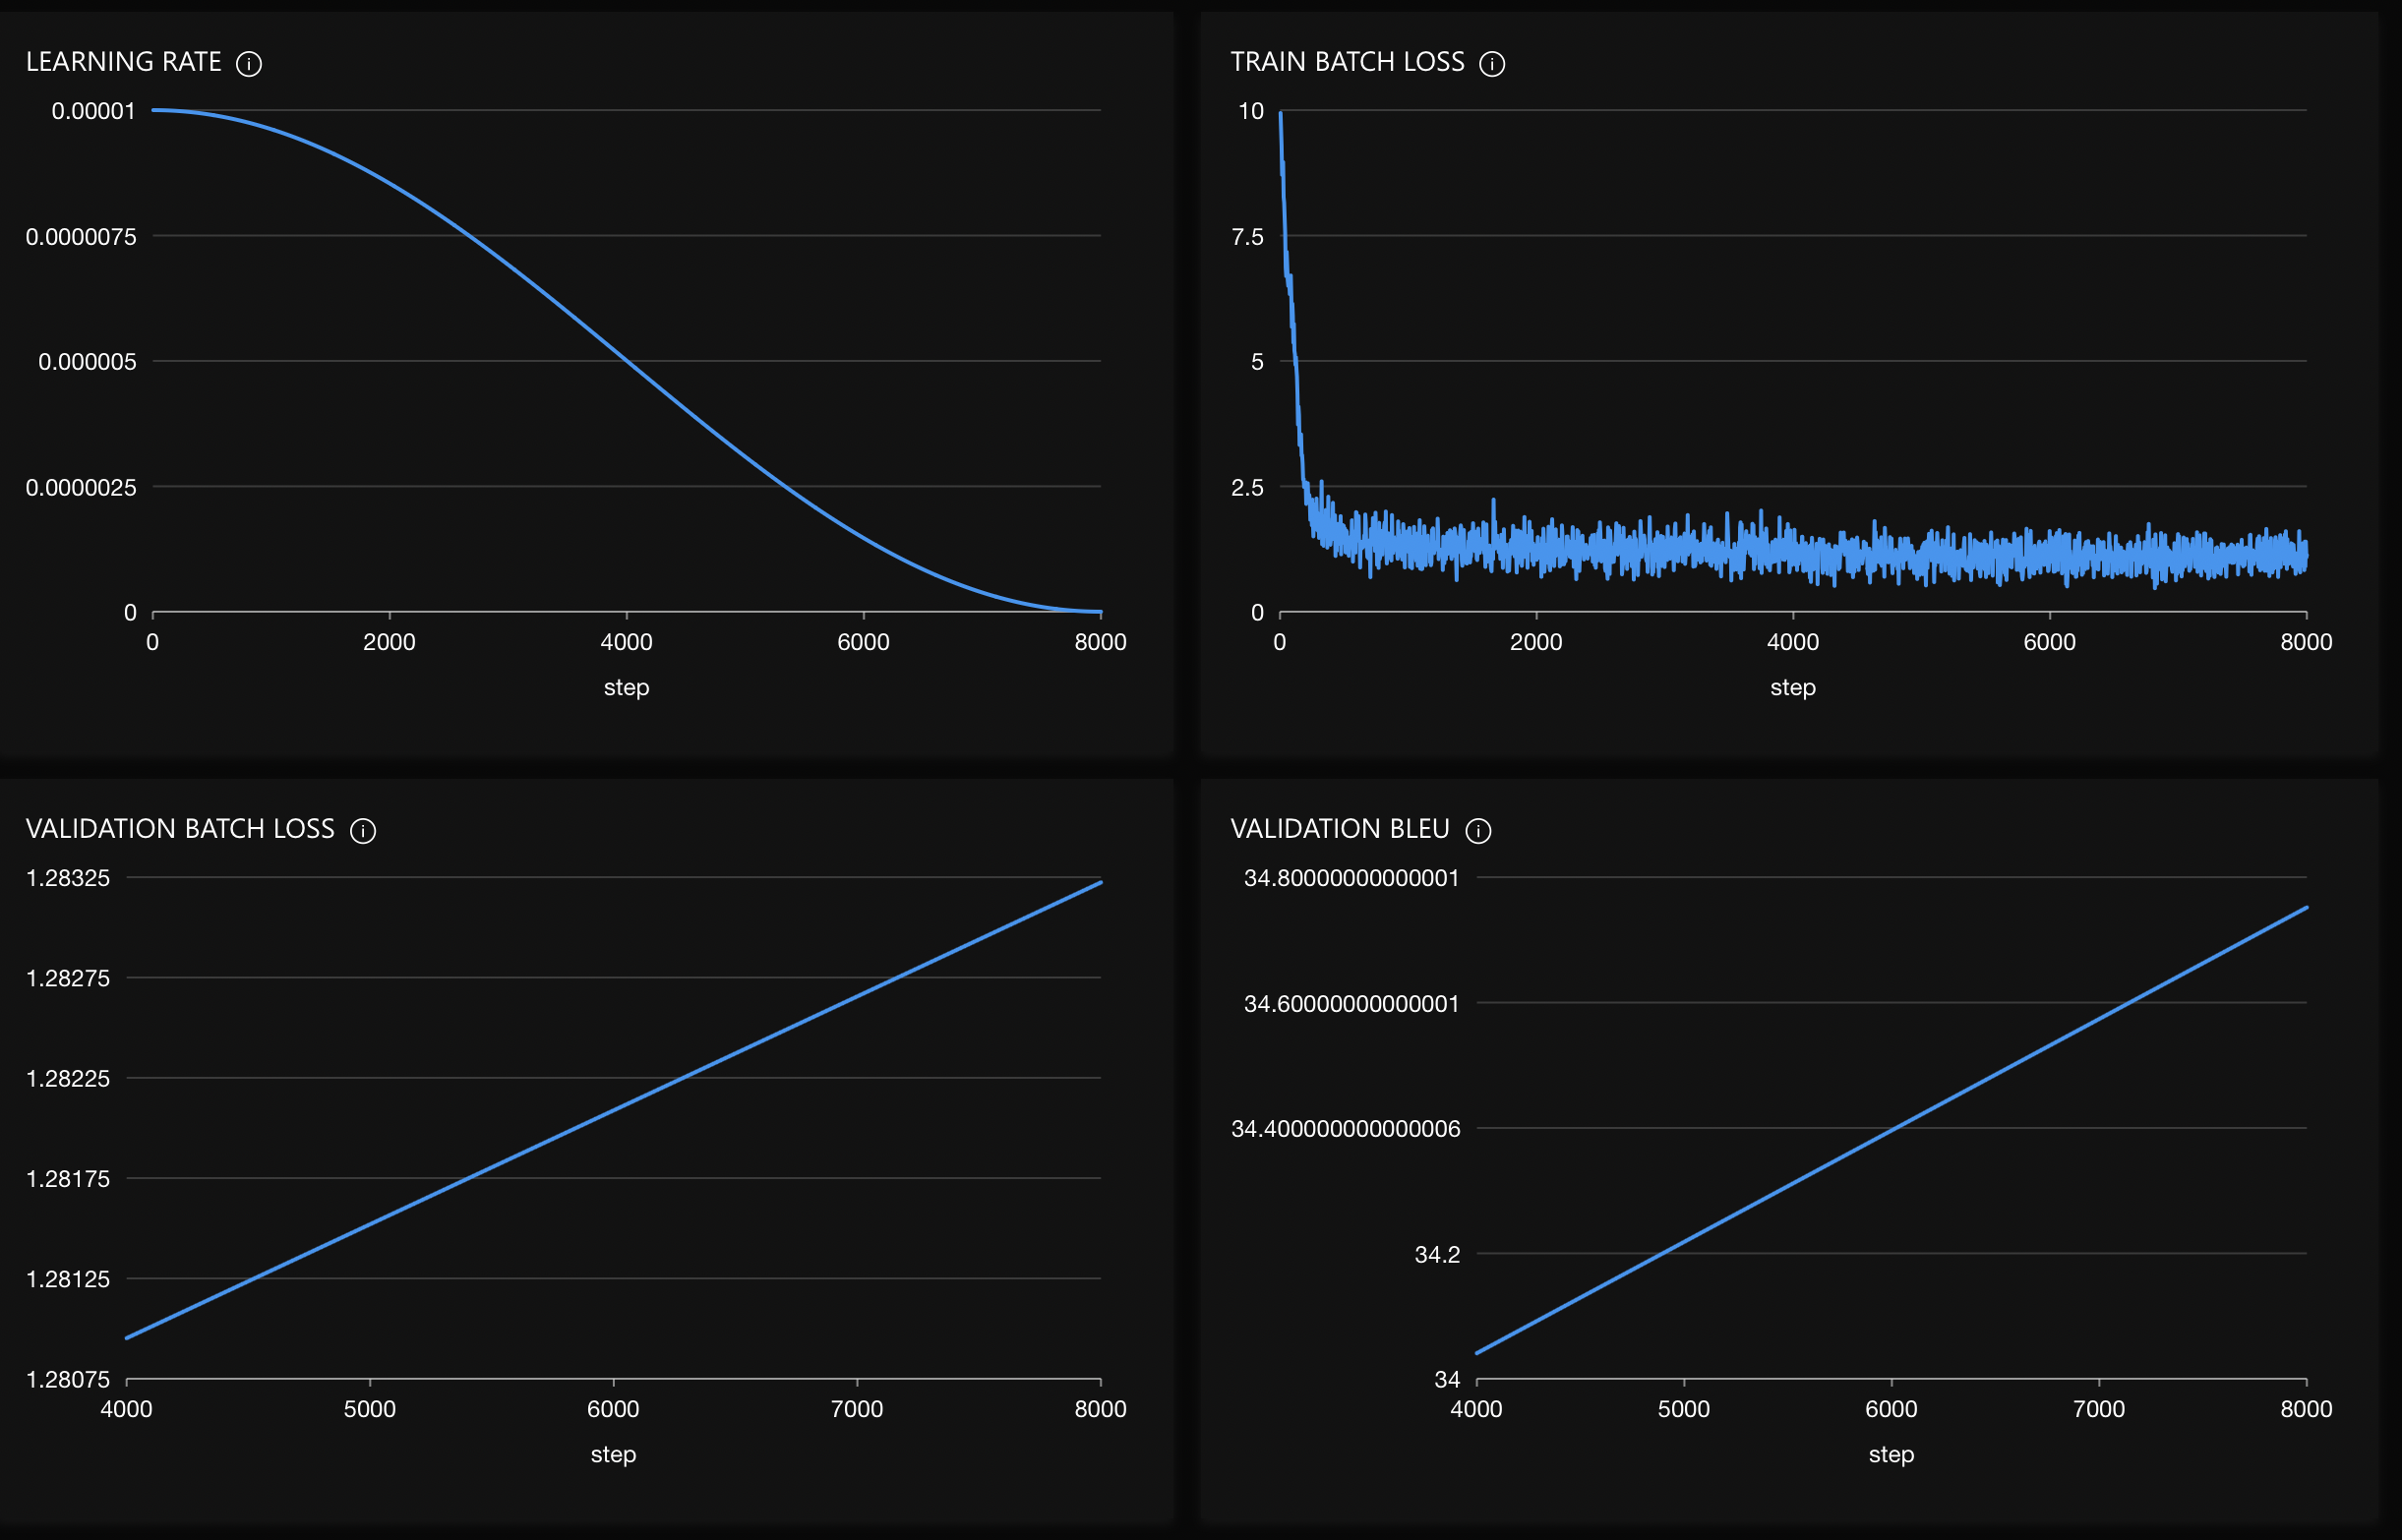 LEARNING RATE
0.00001
0.0000075
0.000005
0.0000025
0
0 2000 4000 6000 8000
step
TRAIN BATCH LOSS
10
7.5
5
2.5
0
0 2000 4000 6000 8000
step
VALIDATION BATCH LOSS
1.28325
1.28275
1.28225
1.28175
1.28125
1.28075
4000 5000 6000 7000 8000
step
VALIDATION BLEU
34.80000000000001
34.60000000000001
34.400000000000006
34.2
34
4000 5000 6000 7000 8000
step